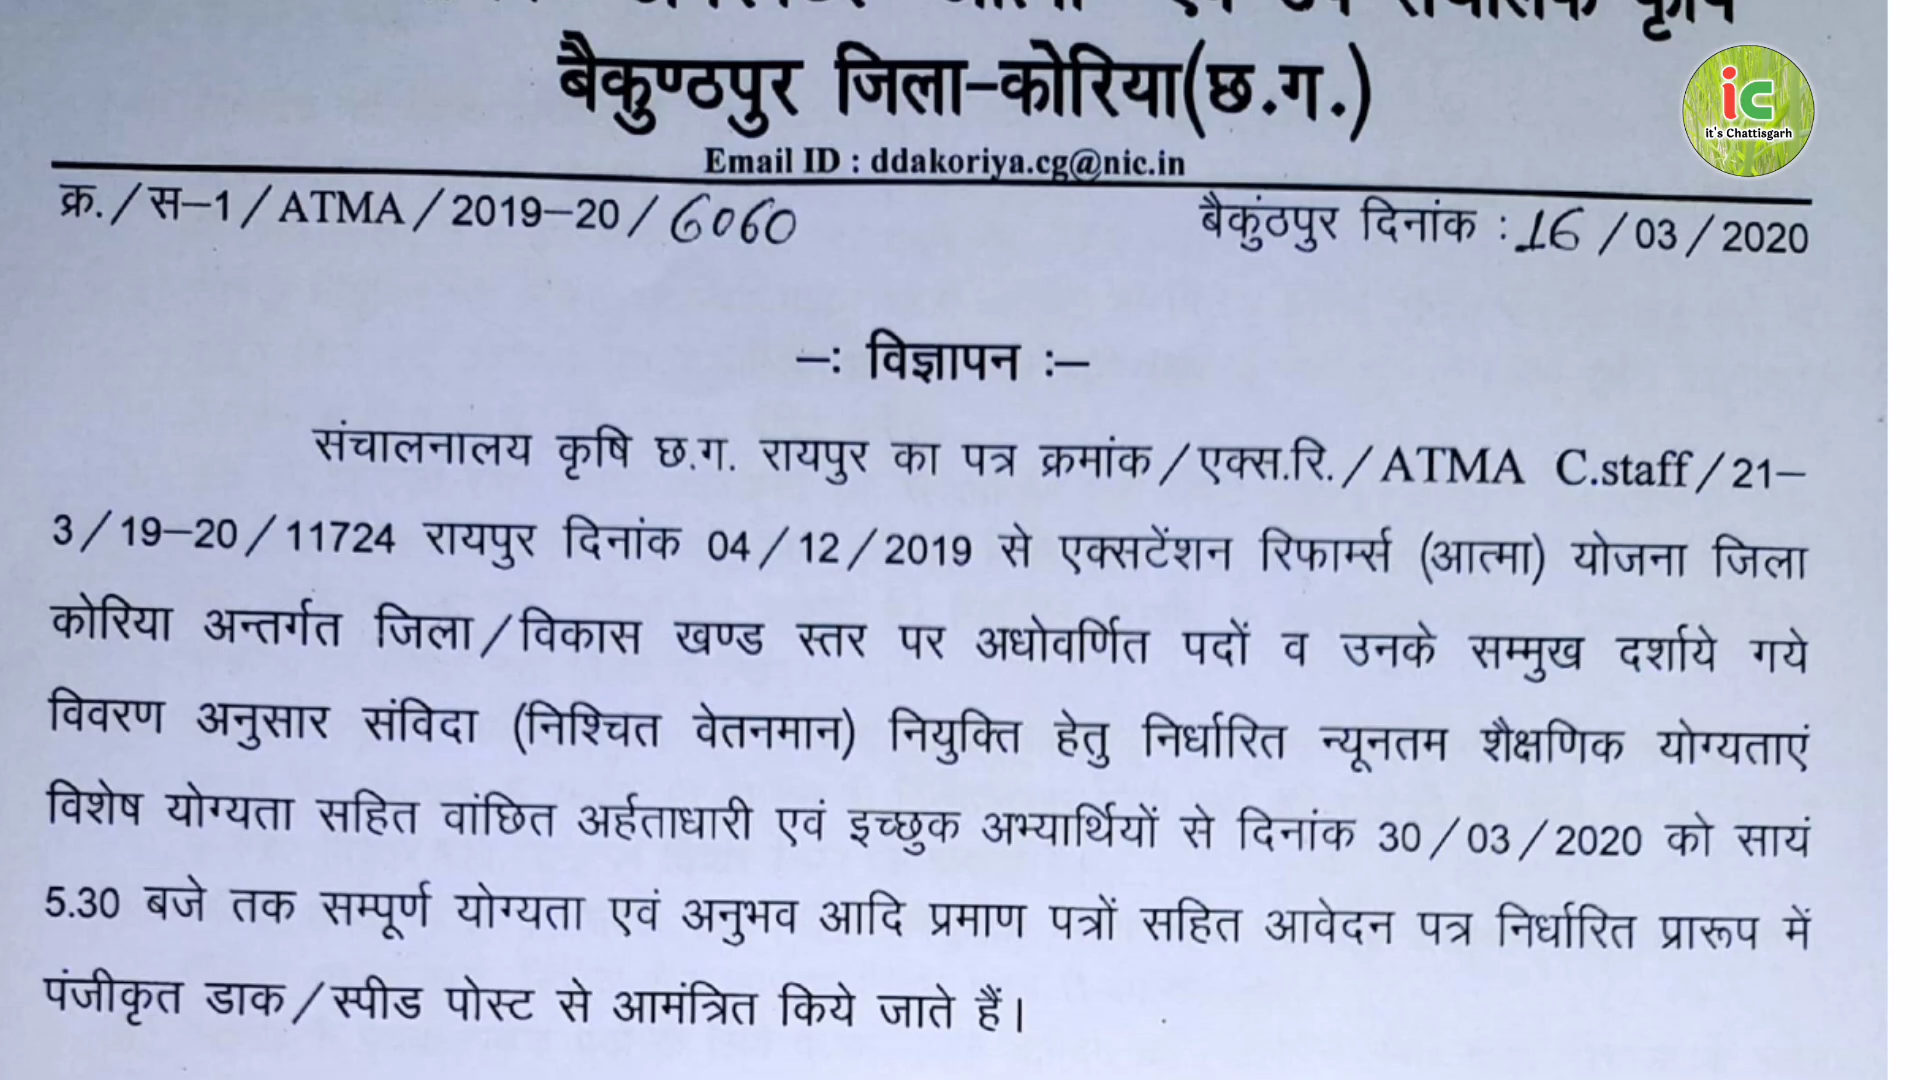 एवं उप संचालक कृषि
बैकुण्ठपुर जिला-कोरिया(छ.ग.)
ic
it's Chattisgarh
Email ID : ddakoriya.cg@nic.in
क्र./स-1/ATMA/2019-20/6060 बैकुंठपुर दिनांक :16/03/2020
-: विज्ञापन :-
संचालनालय कृषि छ.ग. रायपुर का पत्र क्रमांक/एक्स.रि./ATMA C.staff/21-
3/19-20/11724 रायपुर दिनांक 04/12/2019 से एक्सटेंशन रिफार्म्स (आत्मा) योजना जिला
कोरिया अन्तर्गत जिला/विकास खण्ड स्तर पर अधोवर्णित पदों व उनके सम्मुख दर्शाये गये
विवरण अनुसार संविदा (निश्चित वेतनमान) नियुक्ति हेतु निर्धारित न्यूनतम शैक्षणिक योग्यताएं
विशेष योग्यता सहित वांछित अर्हताधारी एवं इच्छुक अभ्यार्थियों से दिनांक 30/03/2020 को सायं
5.30 बजे तक सम्पूर्ण योग्यता एवं अनुभव आदि प्रमाण पत्रों सहित आवेदन पत्र निर्धारित प्रारूप में
पंजीकृत डाक/स्पीड पोस्ट से आमंत्रित किये जाते हैं।